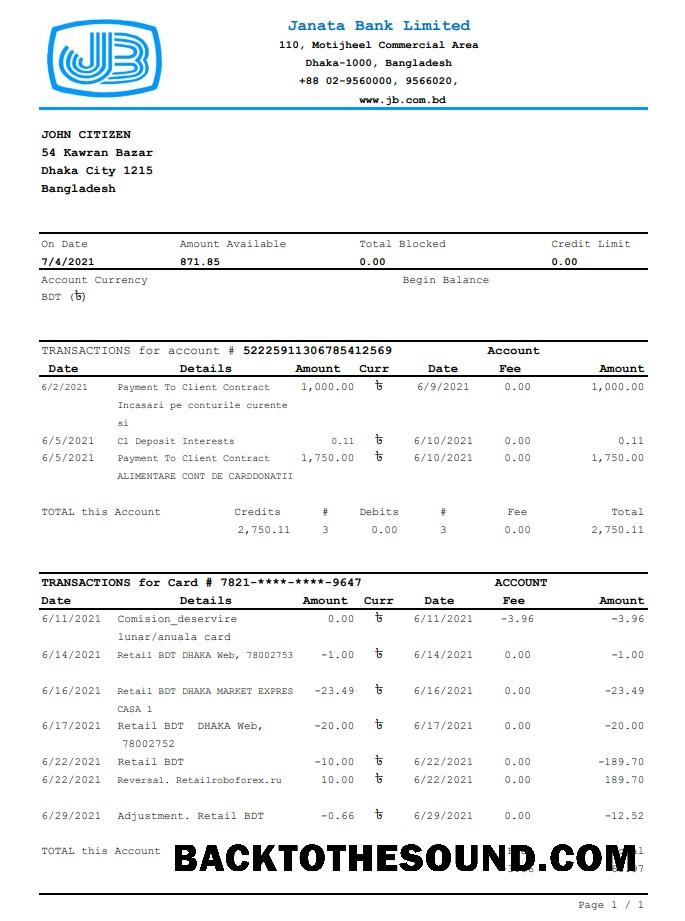 JB
Janata Bank Limited
110, Motijheel Commercial Area
Dhaka-1000, Bangladesh
+88 02-9560000, 9566020,
www.jb.com.bd
JOHN CITIZEN
54 Kawran Bazar
Dhaka City 1215
Bangladesh
On Date Amount Available Total Blocked Credit Limit
7/4/2021 871.85 0.00 0.00
Account Currency Begin Balance
BDT (৳)
TRANSACTIONS for account # 52225911306785412569 Account
Date Details Amount Curr Date Fee Amount
6/2/2021 Payment To Client Contract 1,000.00 ৳ 6/9/2021 0.00 1,000.00
Incasari pe conturile curente
si
6/5/2021 Cl Deposit Interests 0.11 ৳ 6/10/2021 0.00 0.11
6/5/2021 Payment To Client Contract 1,750.00 ৳ 6/10/2021 0.00 1,750.00
ALIMENTARE CONT DE CARDDONATII
TOTAL this Account Credits # Debits # Fee Total
2,750.11 3 0.00 3 0.00 2,750.11
TRANSACTIONS for Card # 7821-****-****-9647 ACCOUNT
Date Details Amount Curr Date Fee Amount
6/11/2021 Comision_deservire 0.00 ৳ 6/11/2021 -3.96 -3.96
lunar/anuala card
6/14/2021 Retail BDT DHAKA Web, 78002753 -1.00 ৳ 6/14/2021 0.00 -1.00
6/16/2021 Retail BDT DHAKA MARKET EXPRES -23.49 ৳ 6/16/2021 0.00 -23.49
CASA 1
6/17/2021 Retail BDT DHAKA Web, -20.00 ৳ 6/17/2021 0.00 -20.00
78002752
6/22/2021 Retail BDT -10.00 ৳ 6/22/2021 0.00 -189.70
6/22/2021 Reversal. Retailroboforex.ru 10.00 ৳ 6/22/2021 0.00 189.70
6/29/2021 Adjustment. Retail BDT -0.66 ৳ 6/29/2021 0.00 -12.52
TOTAL this Account
BACKTOTHESOUND.COM
Page 1 / 1